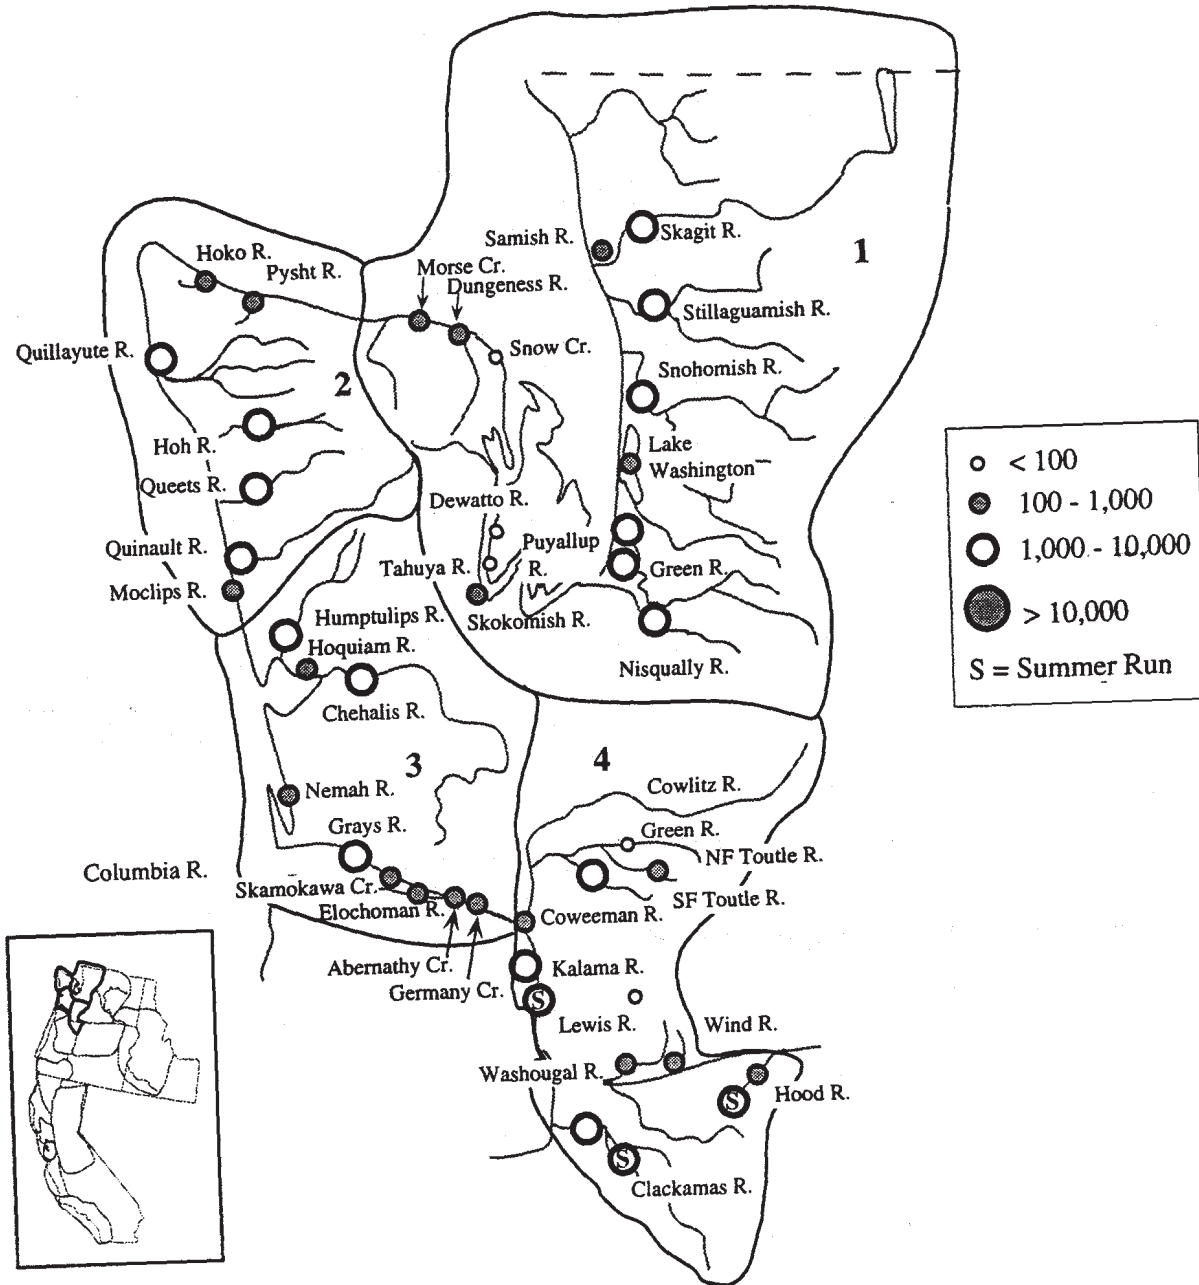 Samish R.
Skagit R.
1
Hoko R.
Pysht R.
Morse Cr.
Dungeness R.
Stillaguamish R.
Quillayute R.
Snow Cr.
Snohomish R.
2
Hoh R.
Lake
Washington
Queets R.
Dewatto R.
Quinault R.
Puyallup
R.
Tahuya R.
Green R.
Moclips R.
Skokomish R.
Humptulips R.
Hoquiam R.
Nisqually R.
Chehalis R.
3
4
Nemah R.
Cowlitz R.
Grays R.
Green R.
NF Toutle R.
Columbia R.
Skamokawa Cr.
SF Toutle R.
Elochoman R.
Coweeman R.
Abernathy Cr.
Kalama R.
Germany Cr.
S
Lewis R.
Wind R.
Washougal R.
Hood R.
S
S
Clackamas R.
< 100
100 - 1,000
1,000 - 10,000
> 10,000
S = Summer Run